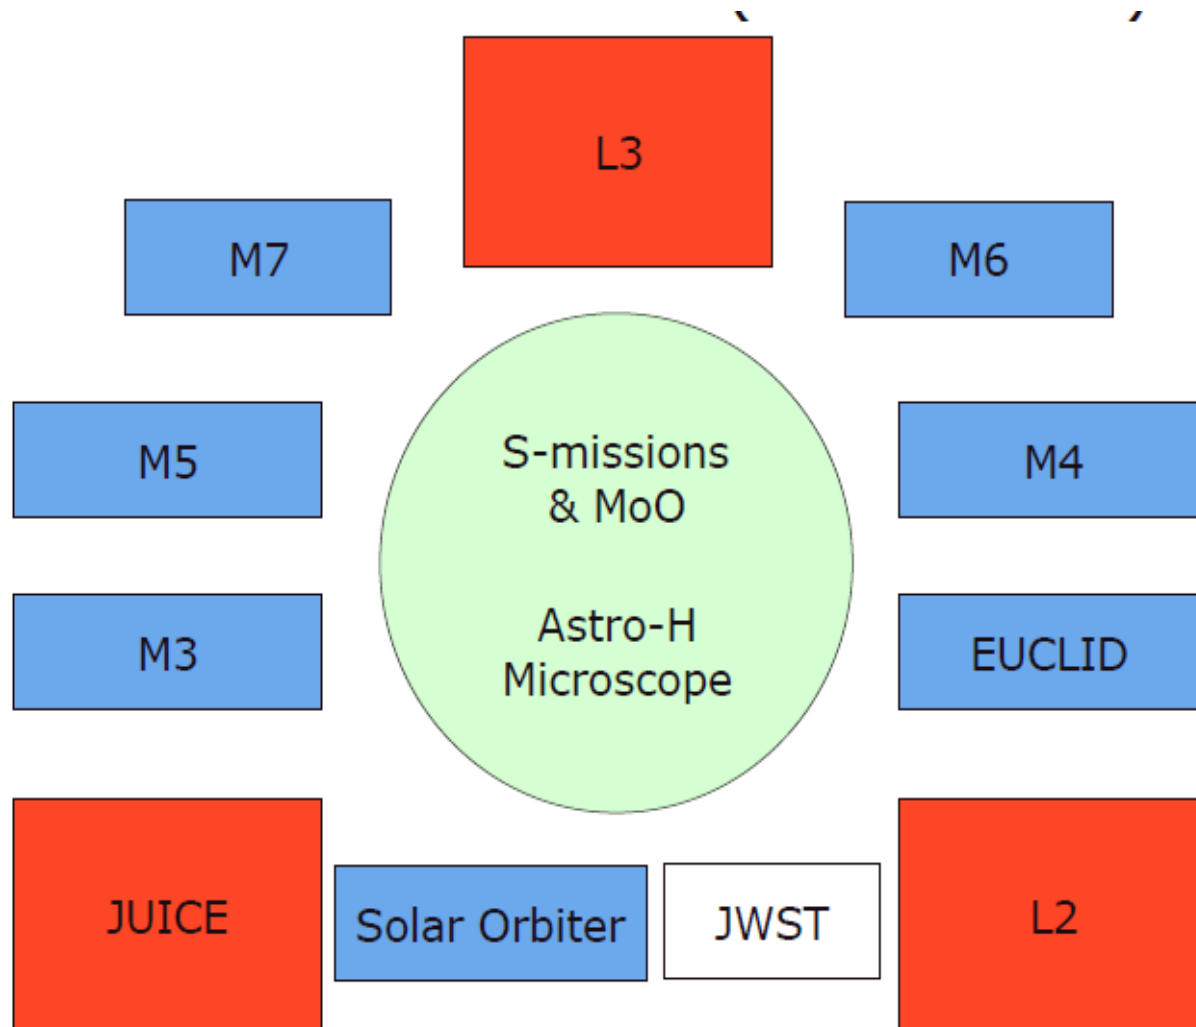 L3
M7
M6
S-missions
& MoO
M5
M4
Astro-H
Microscope
M3
EUCLID
JUICE
Solar Orbiter
JWST
L2